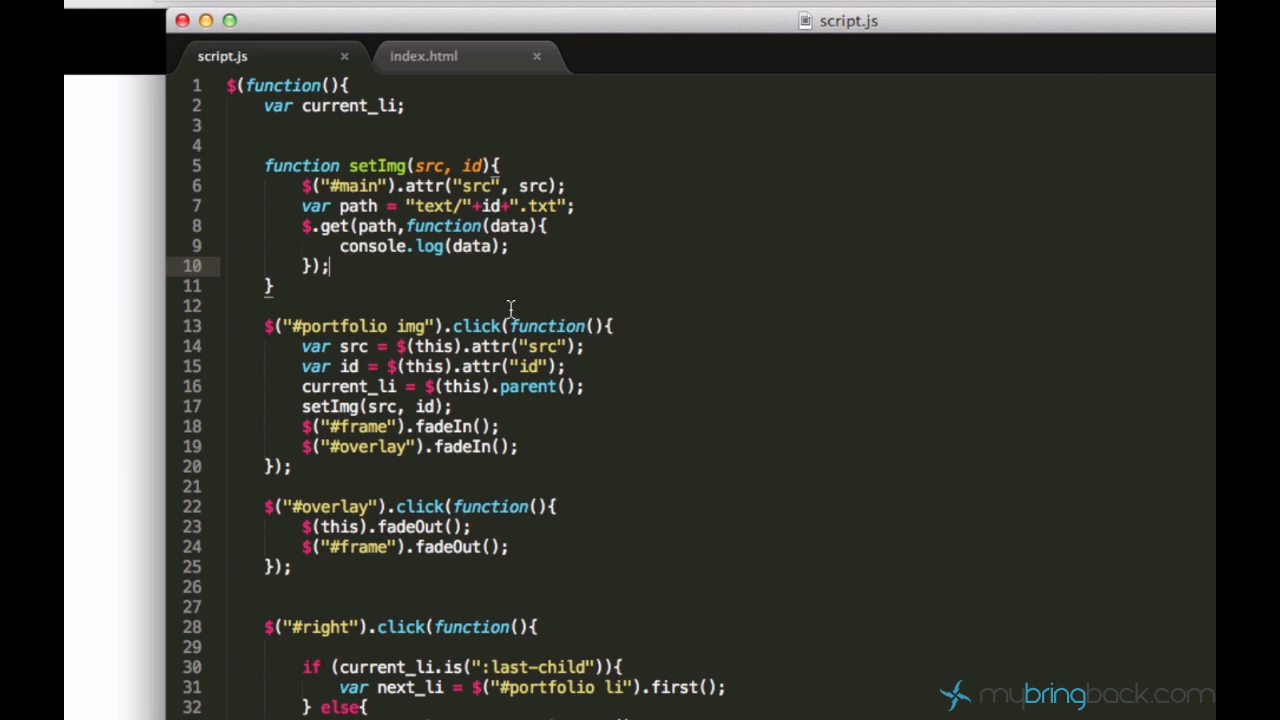 script.js
script.js × index.html ×
1 $(function(){
2 var current_li;
3
4
5 function setImg(src, id){
6 $("#main").attr("src", src);
7 var path = "text/"+id+".txt";
8 $.get(path,function(data){
9 console.log(data);
10 });
11 }
12
13 $("#portfolio img").click(function(){
14 var src = $(this).attr("src");
15 var id = $(this).attr("id");
16 current_li = $(this).parent();
17 setImg(src, id);
18 $("#frame").fadeIn();
19 $("#overlay").fadeIn();
20 });
21
22 $("#overlay").click(function(){
23 $(this).fadeOut();
24 $("#frame").fadeOut();
25 });
26
27
28 $("#right").click(function(){
29
30 if (current_li.is(":last-child")){
31 var next_li = $("#portfolio li").first();
32 } else{
mybringback.com